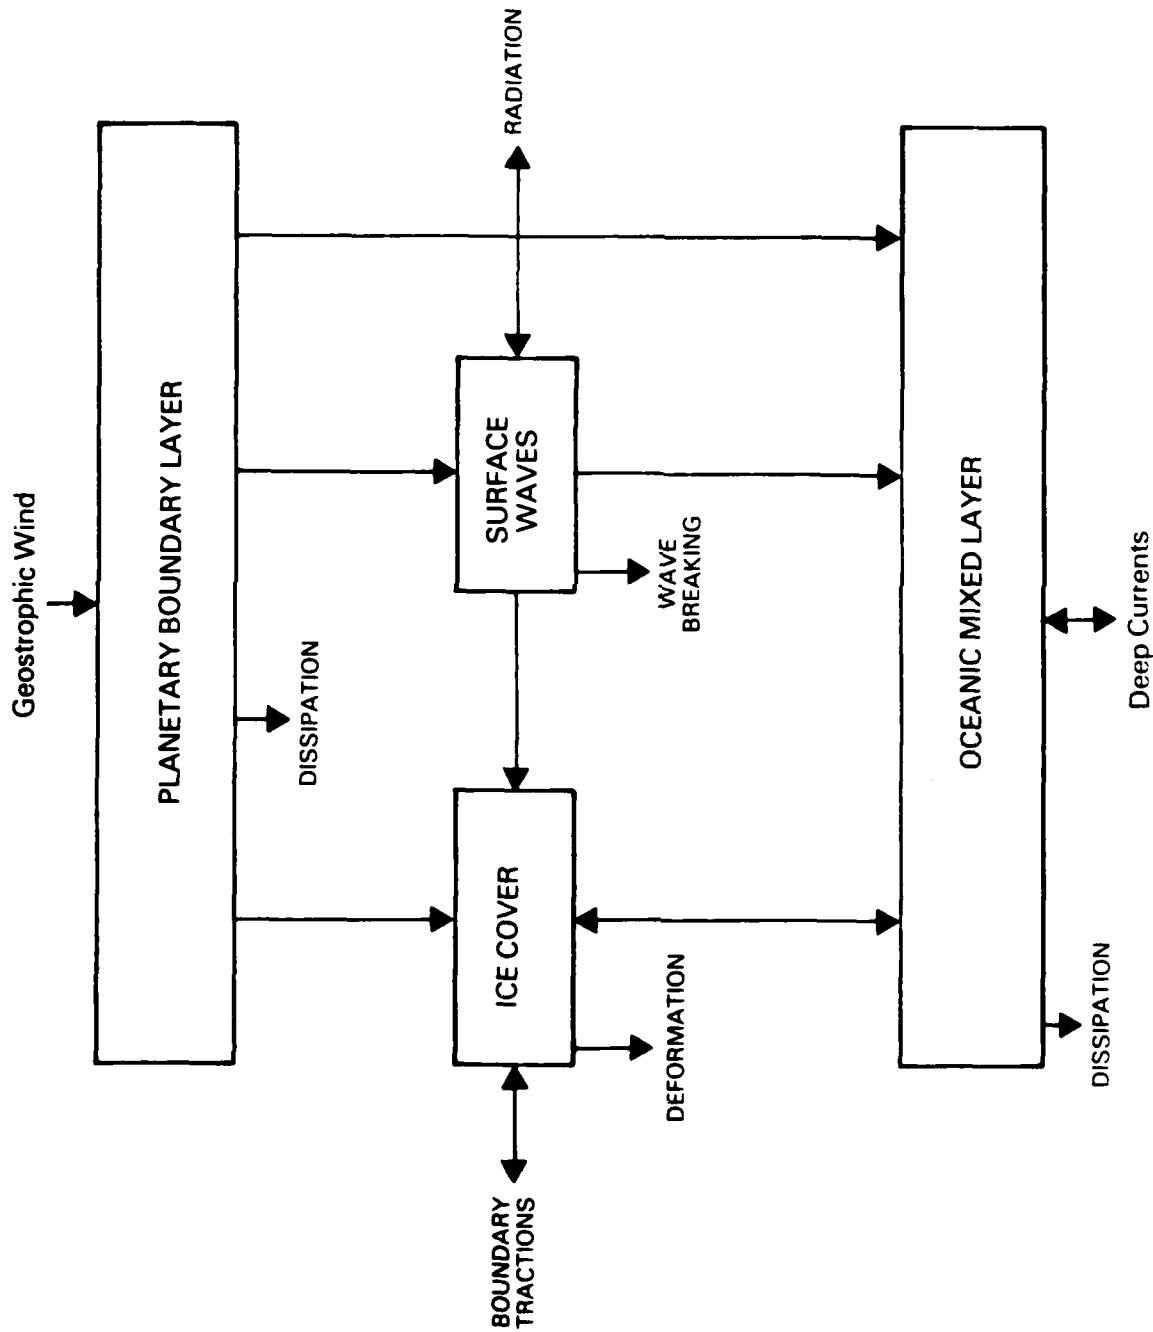 Geostrophic Wind
PLANETARY BOUNDARY LAYER
DISSIPATION
BOUNDARY
TRACTIONS
ICE COVER
SURFACE
WAVES
RADIATION
DEFORMATION
WAVE
BREAKING
OCEANIC MIXED LAYER
DISSIPATION
Deep Currents